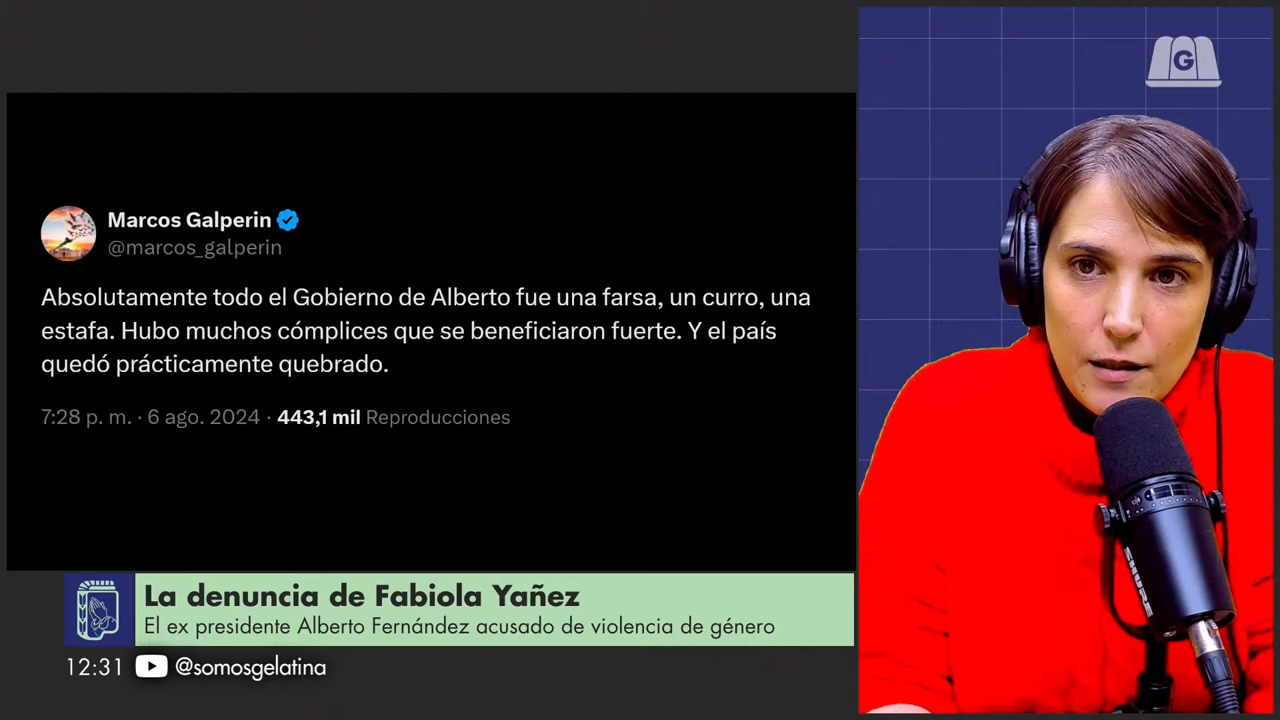 G
Marcos Galperin
@marcos_galperin
Absolutamente todo el Gobierno de Alberto fue una farsa, un curro, una
estafa. Hubo muchos cómplices que se beneficiaron fuerte. Y el país
quedó prácticamente quebrado.
7:28 p. m. · 6 ago. 2024 · 443,1 mil Reproducciones
SHURE
La denuncia de Fabiola Yañez
El ex presidente Alberto Fernández acusado de violencia de género
12:31 @somosgelatina